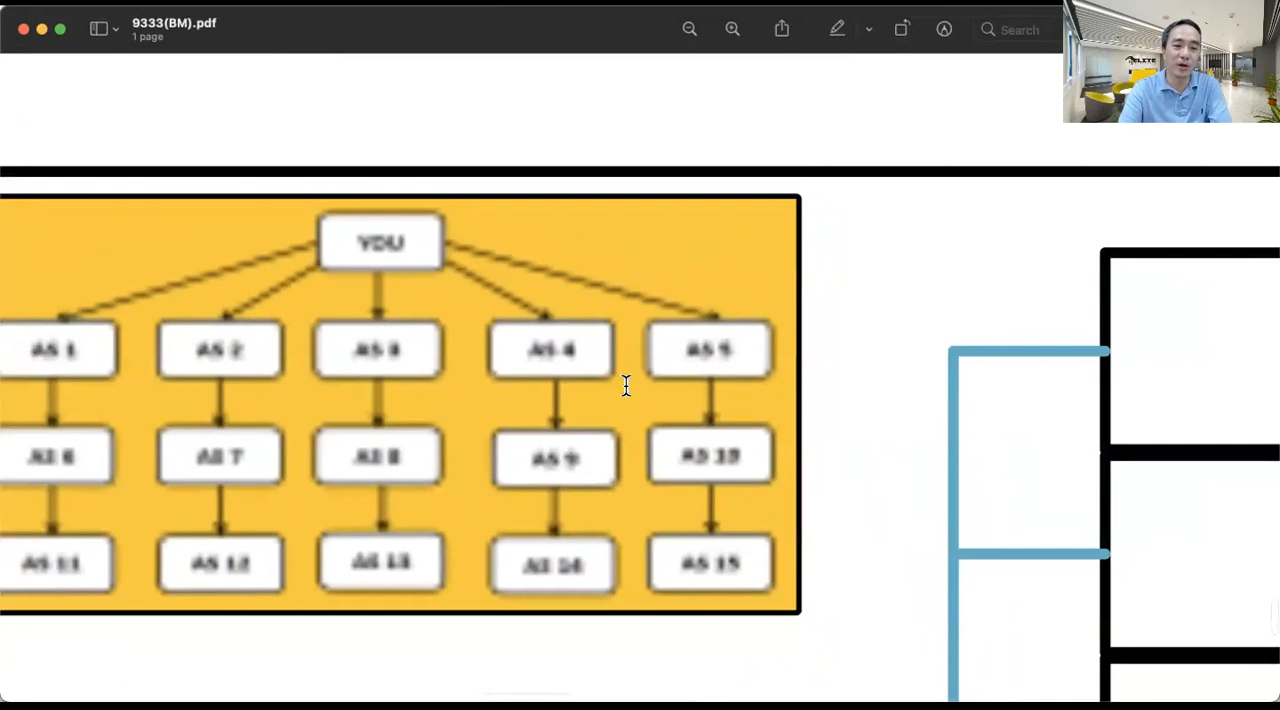 9333(BM).pdf
1 page
Search
ELITE
YOU
AS 1 AS 2 AS 3 AS 4 AS 5
AS 6 AS 7 AS 8 AS 9 AS 10
AS 11 AS 12 AS 13 AS 14 AS 15